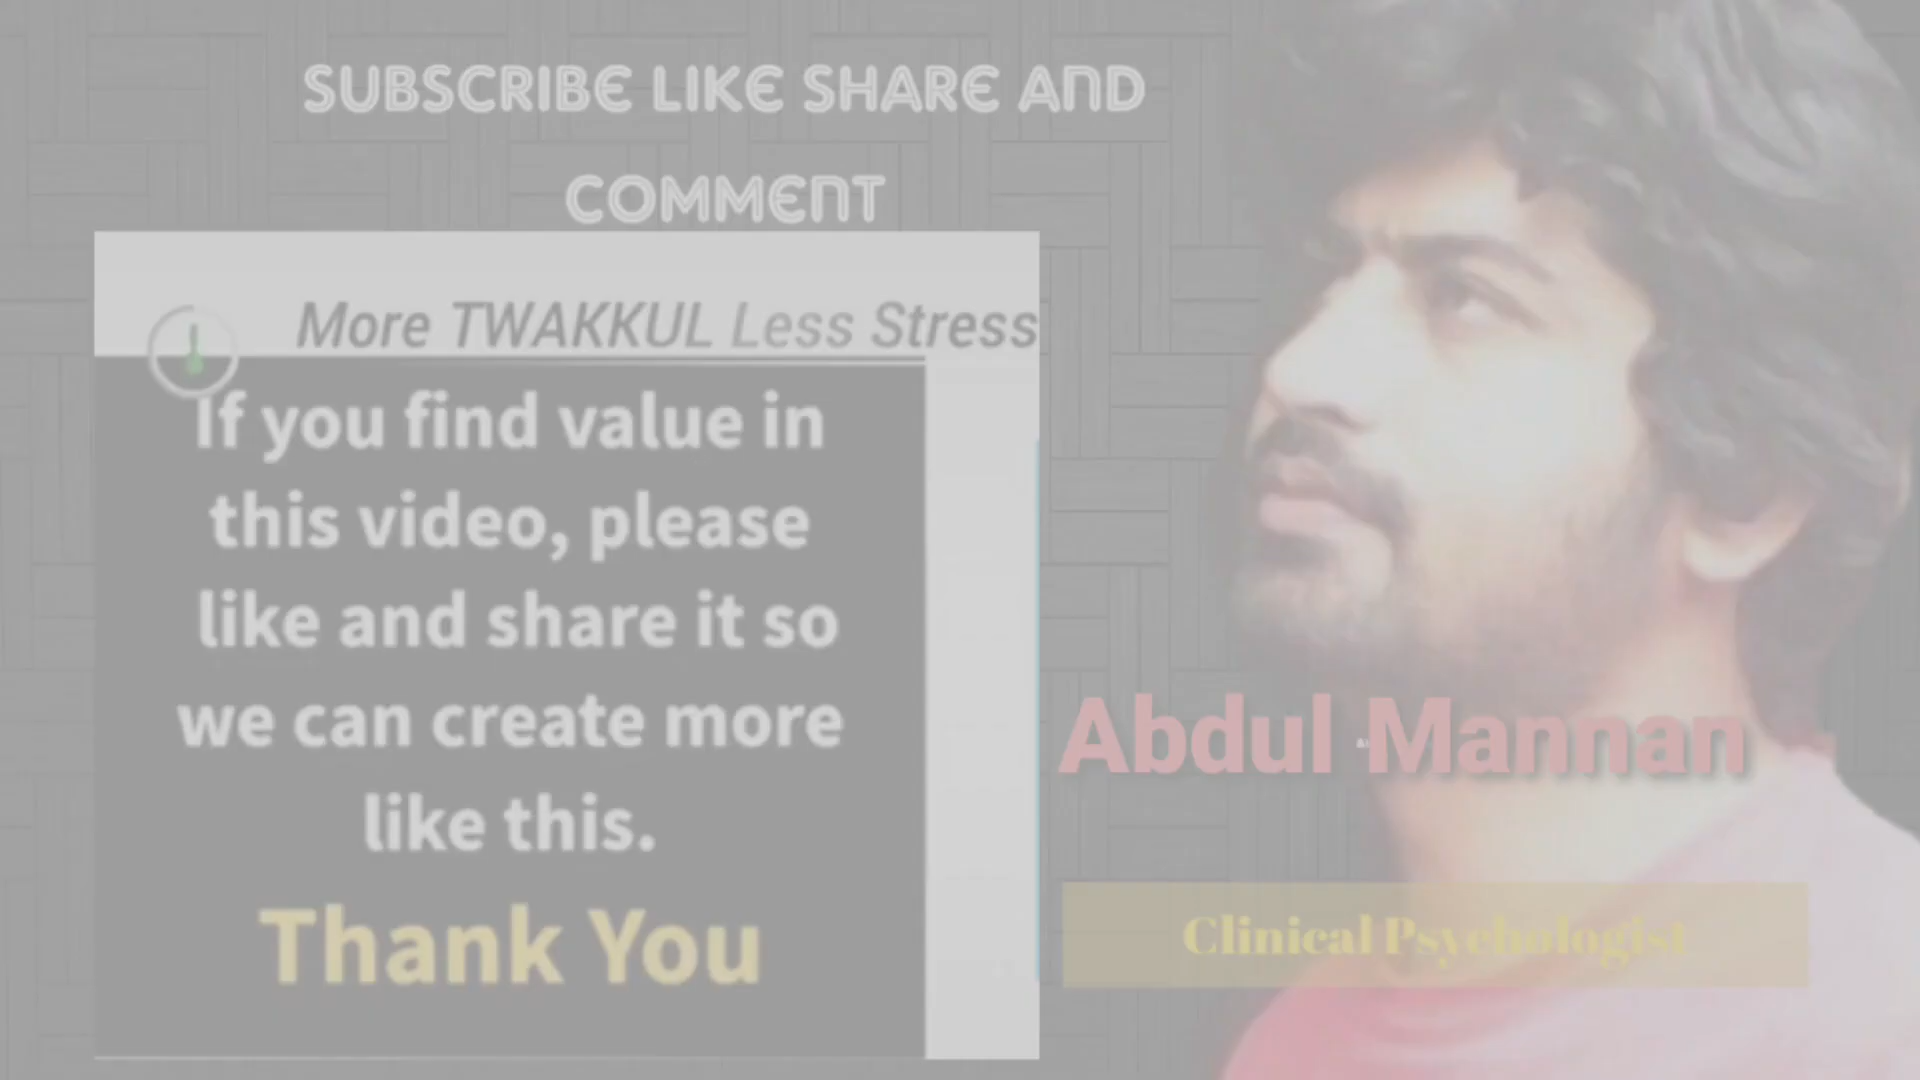 SUBSCRIBE LIKE SHARE AND
COMMENT
More TWAKKUL Less Stress
If you find value in
this video, please
like and share it so
we can create more
like this.
Thank You
Abdul Mannan
Clinical Psychologist